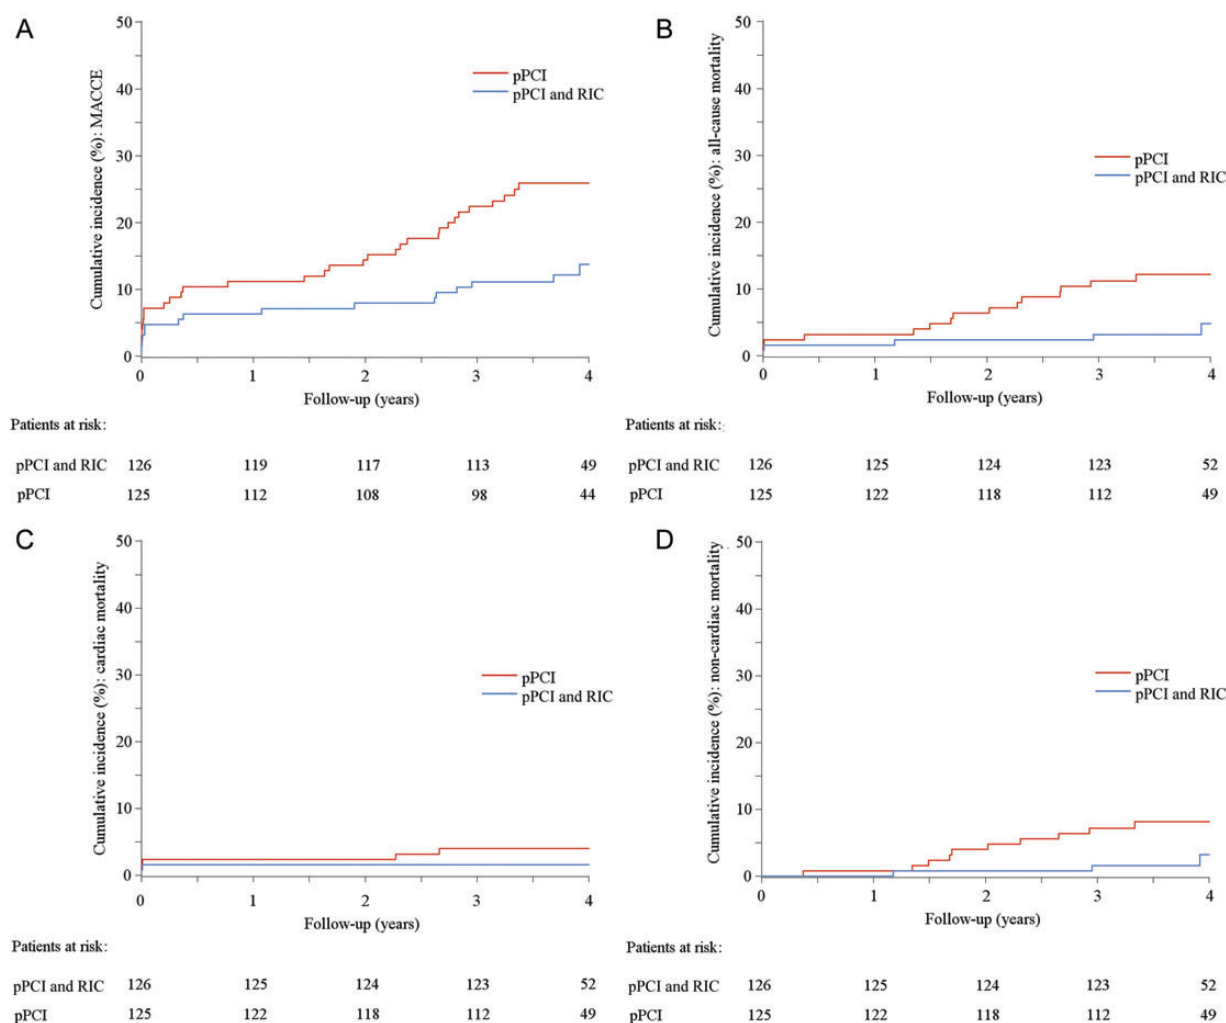 A
Cumulative incidence (%): MACCE
50
40
30
20
10
0
pPCI
pPCI and RIC
0 1 2 3 4
Follow-up (years)
Patients at risk:
pPCI and RIC 126 119 117 113 49
pPCI 125 112 108 98 44
B
Cumulative incidence (%): all-cause mortality
50
40
30
20
10
0
pPCI
pPCI and RIC
0 1 2 3 4
Follow-up (years)
Patients at risk:
pPCI and RIC 126 125 124 123 52
pPCI 125 122 118 112 49
C
Cumulative incidence (%): cardiac mortality
50
40
30
20
10
0
pPCI
pPCI and RIC
0 1 2 3 4
Follow-up (years)
Patients at risk:
pPCI and RIC 126 125 124 123 52
pPCI 125 122 118 112 49
D
Cumulative incidence (%): non-cardiac mortality
50
40
30
20
10
0
pPCI
pPCI and RIC
0 1 2 3 4
Follow-up (years)
Patients at risk:
pPCI and RIC 126 125 124 123 52
pPCI 125 122 118 112 49